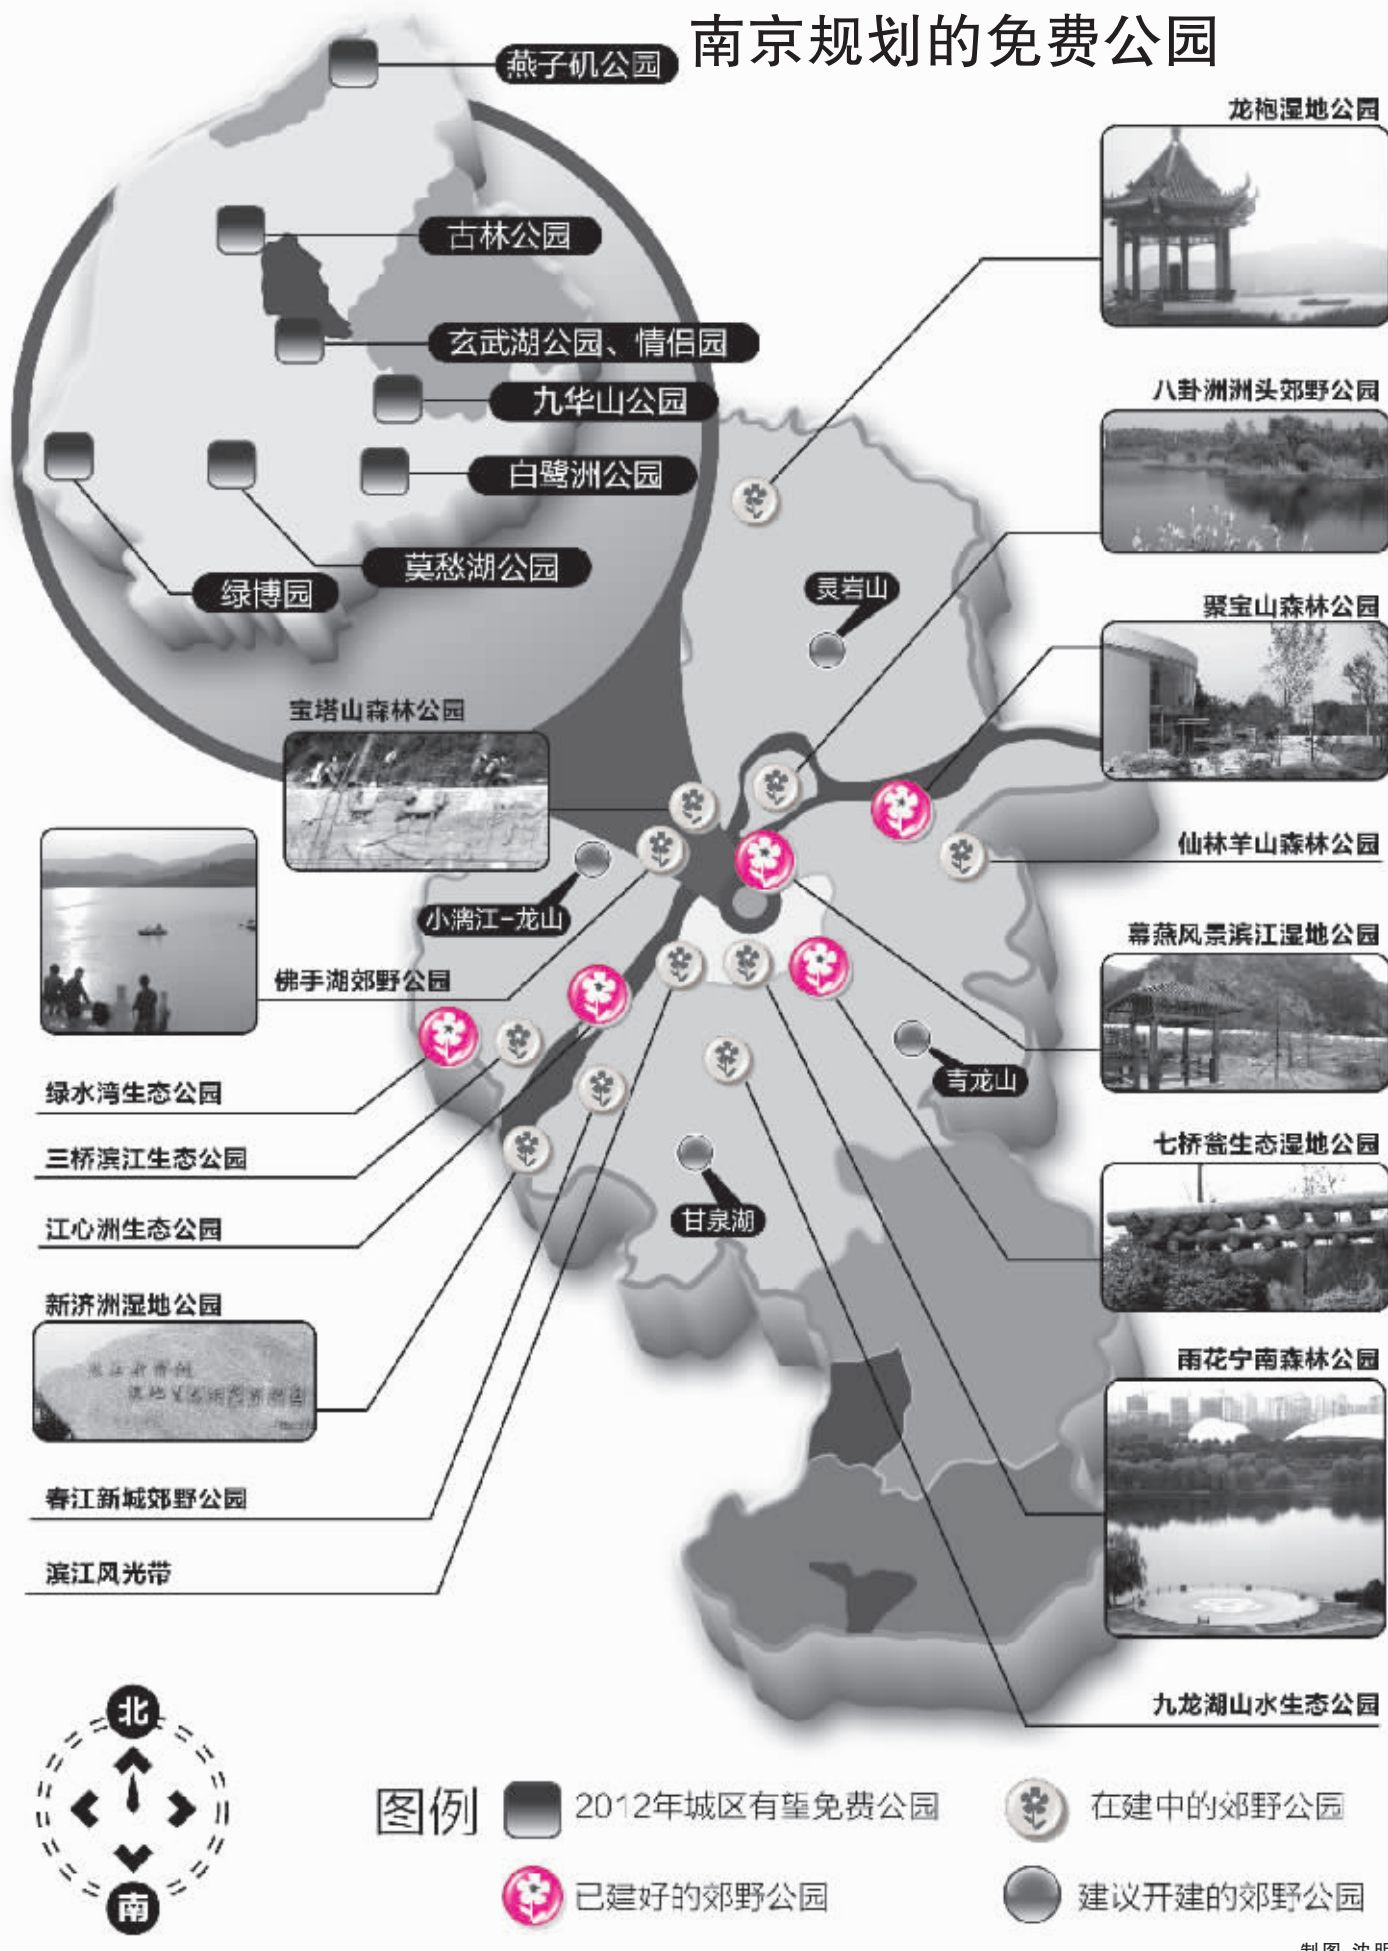 南京规划的免费公园
燕子矶公园
古林公园
玄武湖公园、情侣园
九华山公园
白鹭洲公园
莫愁湖公园
绿博园
龙袍湿地公园
八卦洲洲头郊野公园
灵岩山
聚宝山森林公园
宝塔山森林公园
仙林羊山森林公园
小漓江-龙山
幕燕风景滨江湿地公园
佛手湖郊野公园
青龙山
绿水湾生态公园
七桥瓮生态湿地公园
三桥滨江生态公园
甘泉湖
江心洲生态公园
新济洲湿地公园
雨花宁南森林公园
春江新城郊野公园
滨江风光带
九龙湖山水生态公园
北
南
图例
2012年城区有望免费公园
在建中的郊野公园
已建好的郊野公园
建议开建的郊野公园